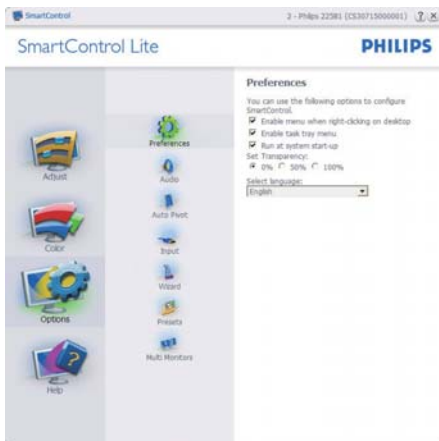 SmartControl
2 - Philips 225B1 (CS30715000001)
SmartControl Lite
PHILIPS
Adjust
Color
Options
Help
Preferences
Audio
Auto Pivot
Input
Wizard
Presets
Multi Monitors
Preferences
You can use the following options to configure
SmartControl.
Enable menu when right-clicking on desktop
Enable task tray menu
Run at system start-up
Set Transparency:
0% 50% 100%
Select language:
English